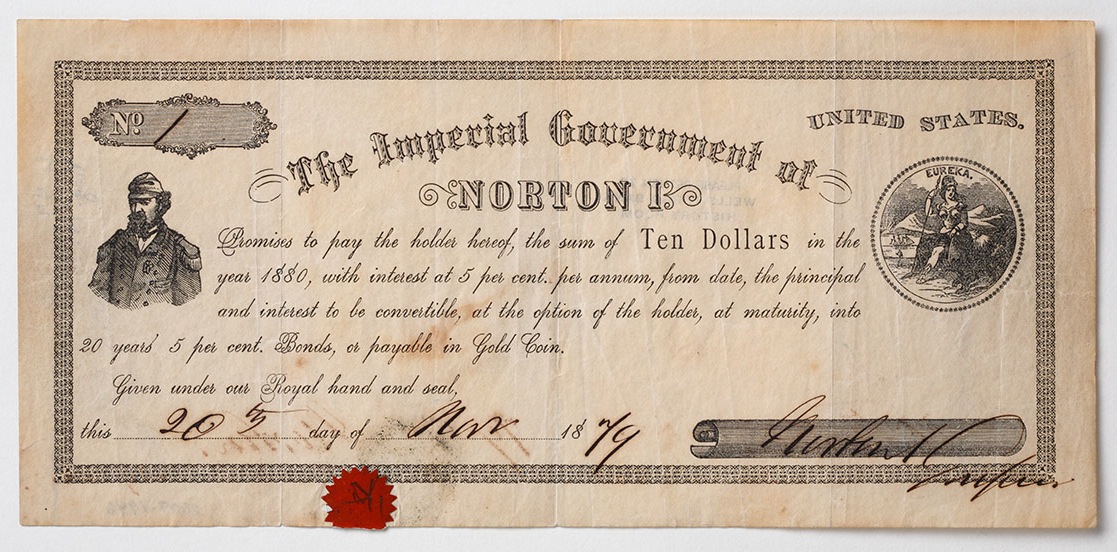 No. 1
UNITED STATES.
EUREKA.
The Imperial Government of
NORTON I.
Promises to pay the holder hereof, the sum of Ten Dollars in the
year 1880, with interest at 5 per cent. per annum, from date, the principal
and interest to be convertible, at the option of the holder, at maturity, into
20 years' 5 per cent. Bonds, or payable in Gold Coin.
Given under our Royal hand and seal,
this 20 day of Nov 1879
Norton I